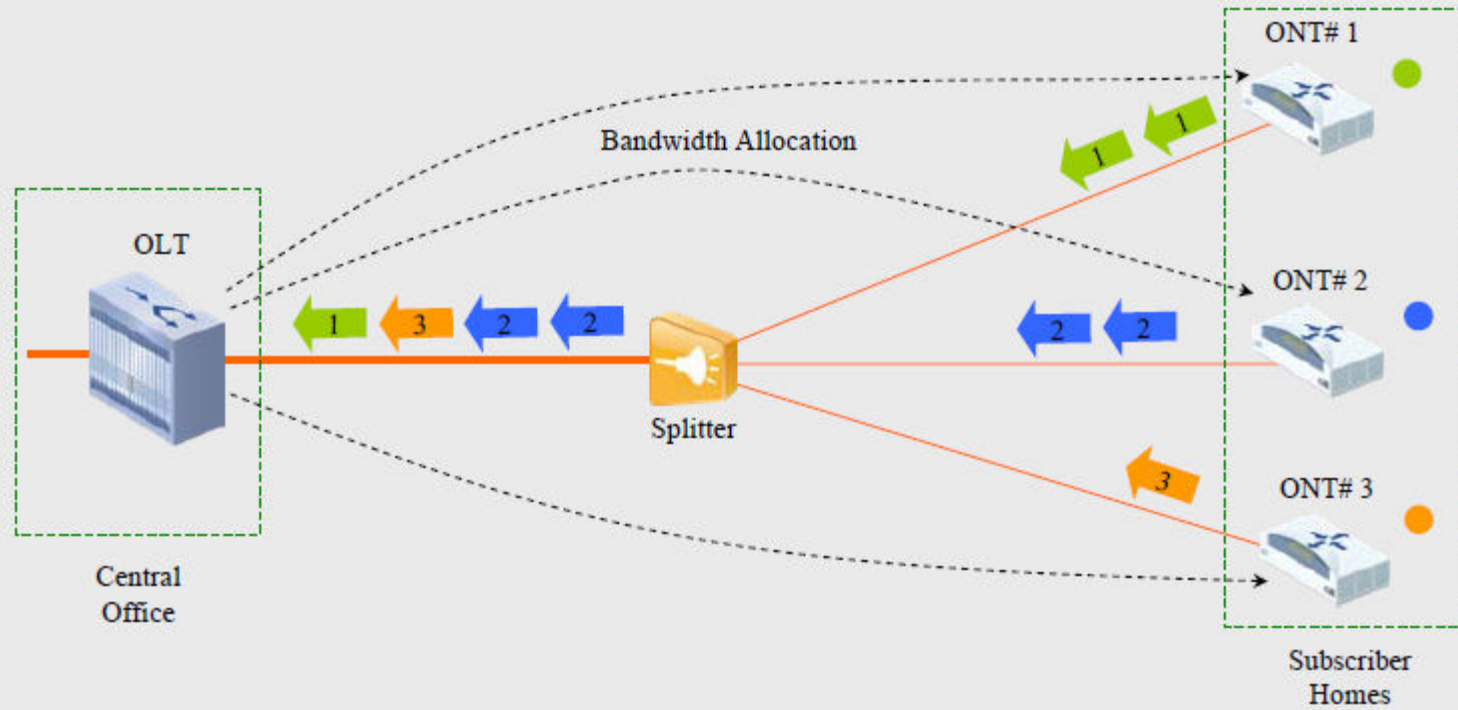 ONT# 1
1
1
Bandwidth Allocation
OLT
ONT# 2
1 3 2 2
2 2
Splitter
3
ONT# 3
Central
Office
Subscriber
Homes